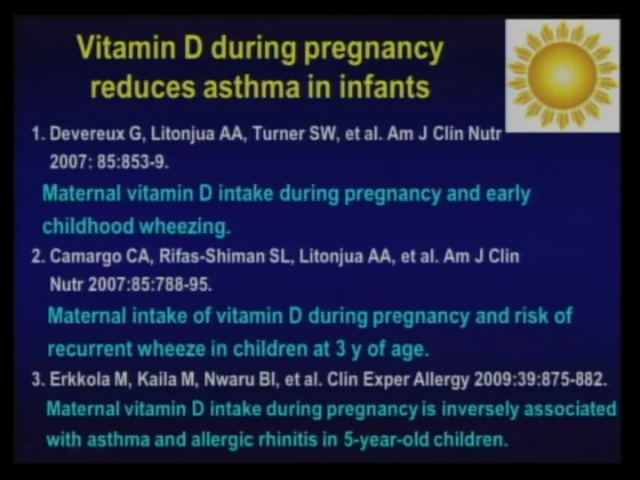 Vitamin D during pregnancy
reduces asthma in infants
1. Devereux G, Litonjua AA, Turner SW, et al. Am J Clin Nutr
2007: 85:853-9.
Maternal vitamin D intake during pregnancy and early
childhood wheezing.
2. Camargo CA, Rifas-Shiman SL, Litonjua AA, et al. Am J Clin
Nutr 2007:85:788-95.
Maternal intake of vitamin D during pregnancy and risk of
recurrent wheeze in children at 3 y of age.
3. Erkkola M, Kaila M, Nwaru BI, et al. Clin Exper Allergy 2009:39:875-882.
Maternal vitamin D intake during pregnancy is inversely associated
with asthma and allergic rhinitis in 5-year-old children.